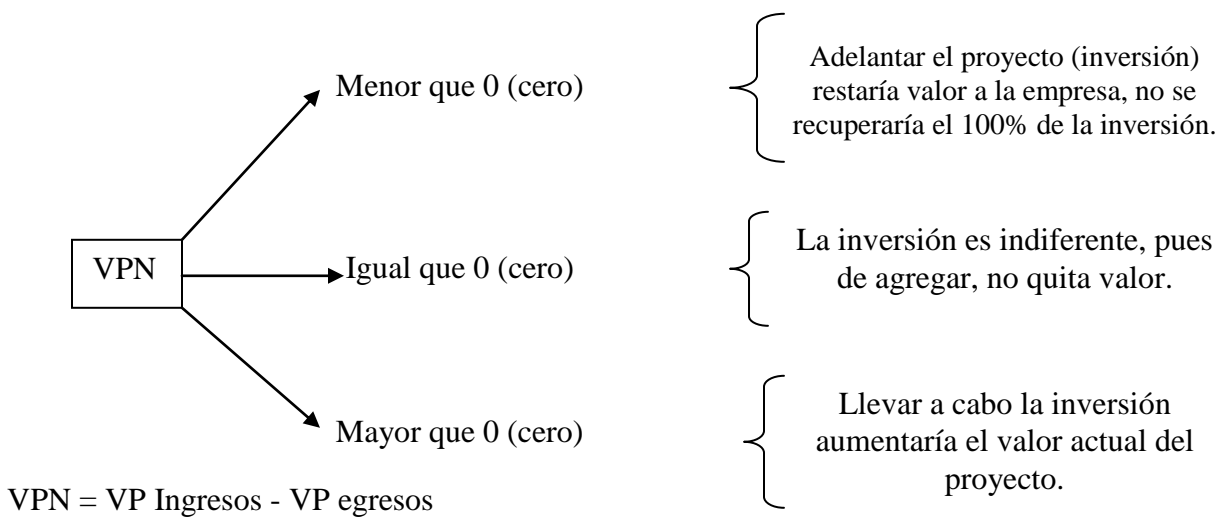 Menor que 0 (cero)
Adelantar el proyecto (inversión)
restaría valor a la empresa, no se
recuperaría el 100% de la inversión.
VPN
Igual que 0 (cero)
La inversión es indiferente, pues
de agregar, no quita valor.
Mayor que 0 (cero)
Llevar a cabo la inversión
aumentaría el valor actual del
proyecto.
VPN = VP Ingresos - VP egresos